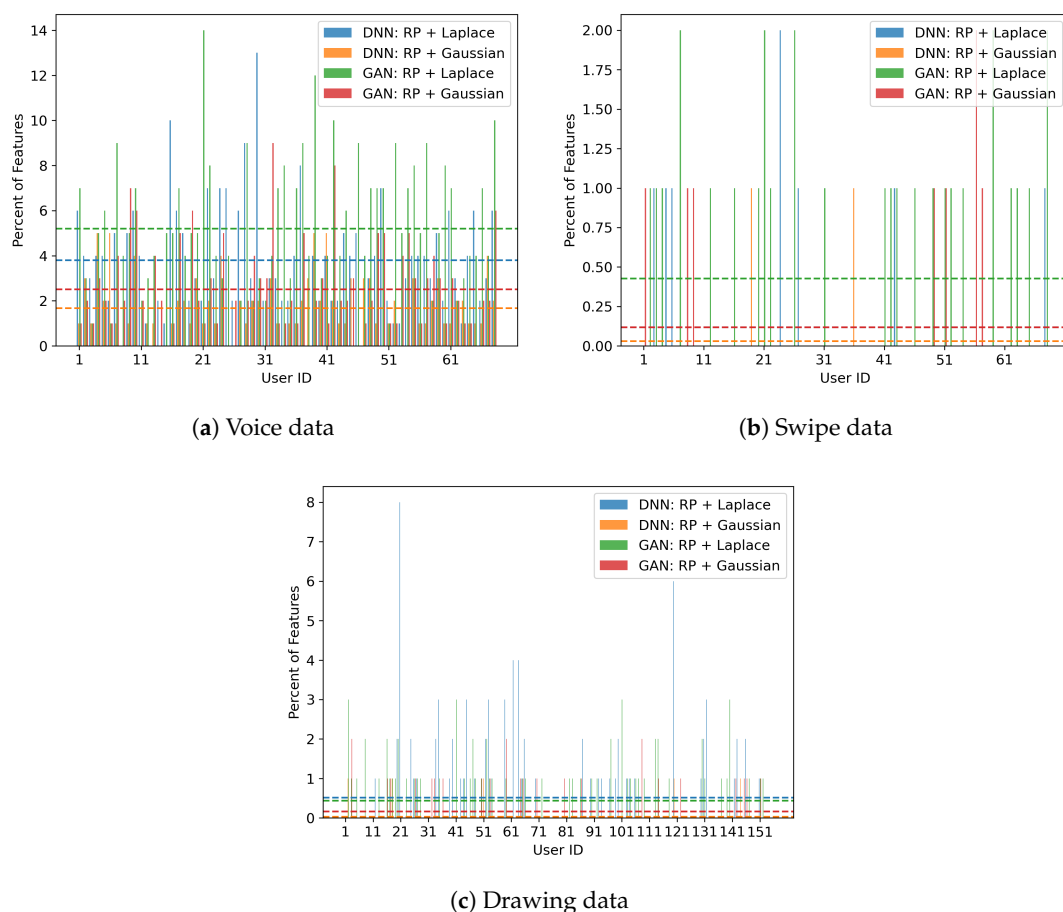 14
12
10
8
6
4
2
0
Percent of Features
DNN: RP + Laplace
DNN: RP + Gaussian
GAN: RP + Laplace
GAN: RP + Gaussian
1 11 21 31 41 51 61
User ID
(a) Voice data
2.00
1.75
1.50
1.25
1.00
0.75
0.50
0.25
0.00
Percent of Features
DNN: RP + Laplace
DNN: RP + Gaussian
GAN: RP + Laplace
GAN: RP + Gaussian
1 11 21 31 41 51 61
User ID
(b) Swipe data
8
7
6
5
4
3
2
1
0
Percent of Features
DNN: RP + Laplace
DNN: RP + Gaussian
GAN: RP + Laplace
GAN: RP + Gaussian
1 11 21 31 41 51 61 71 81 91 101 111 121 131 141 151
User ID
(c) Drawing data